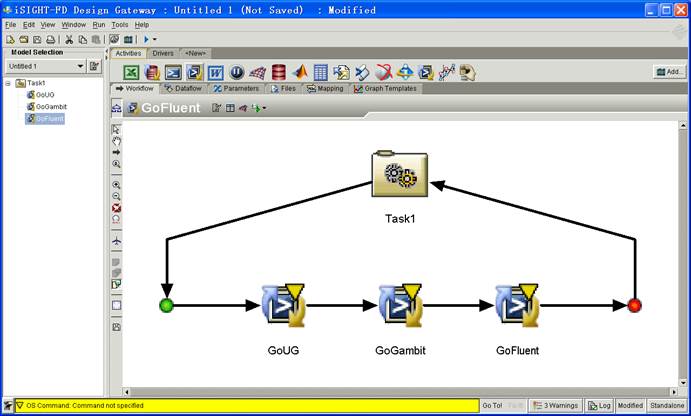 iSIGHT-FD Design Gateway : Untitled 1 (Not Saved) : Modified
File Edit View Window Run Tools Help
Model Selection
Activities Drivers <New>
Untitled 1
Add...
Workflow Dataflow Parameters Files Mapping Graph Templates
Task1
GoUG
GoGambit
GoFluent
GoFluent
Task1
GoUG GoGambit GoFluent
OS Command: Command not specified Go To! 3 Warnings Log Modified Standalone